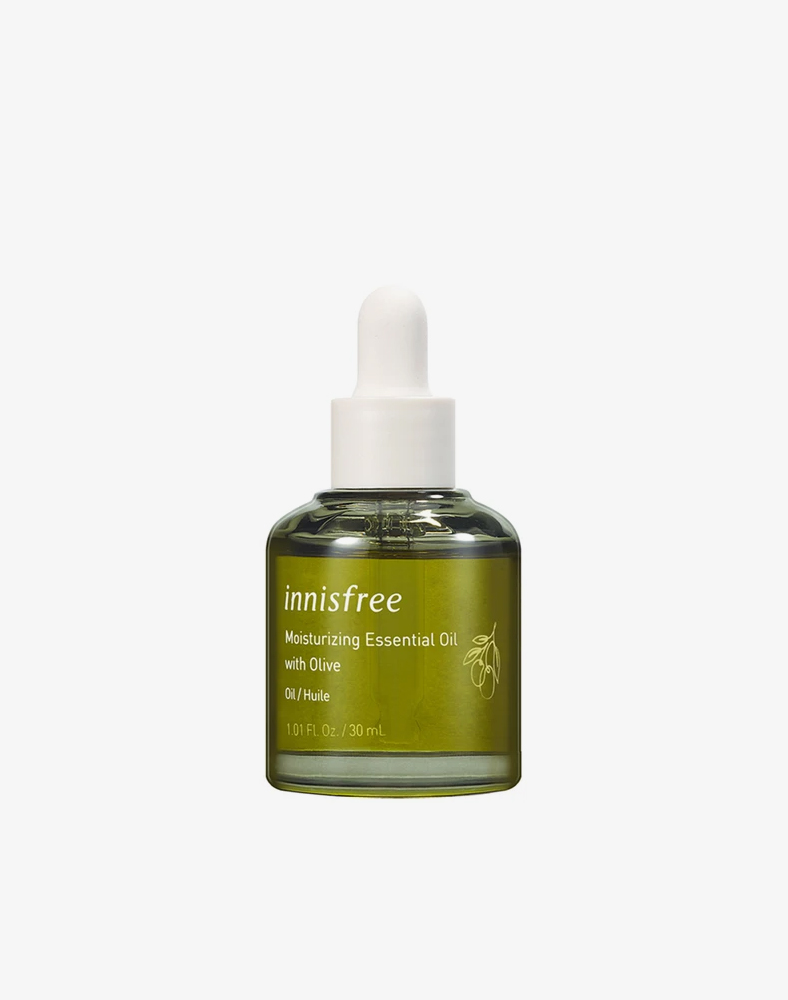 innisfree
Moisturizing Essential Oil
with Olive
Oil / Huile
1.01 FL. Oz. / 30 mL